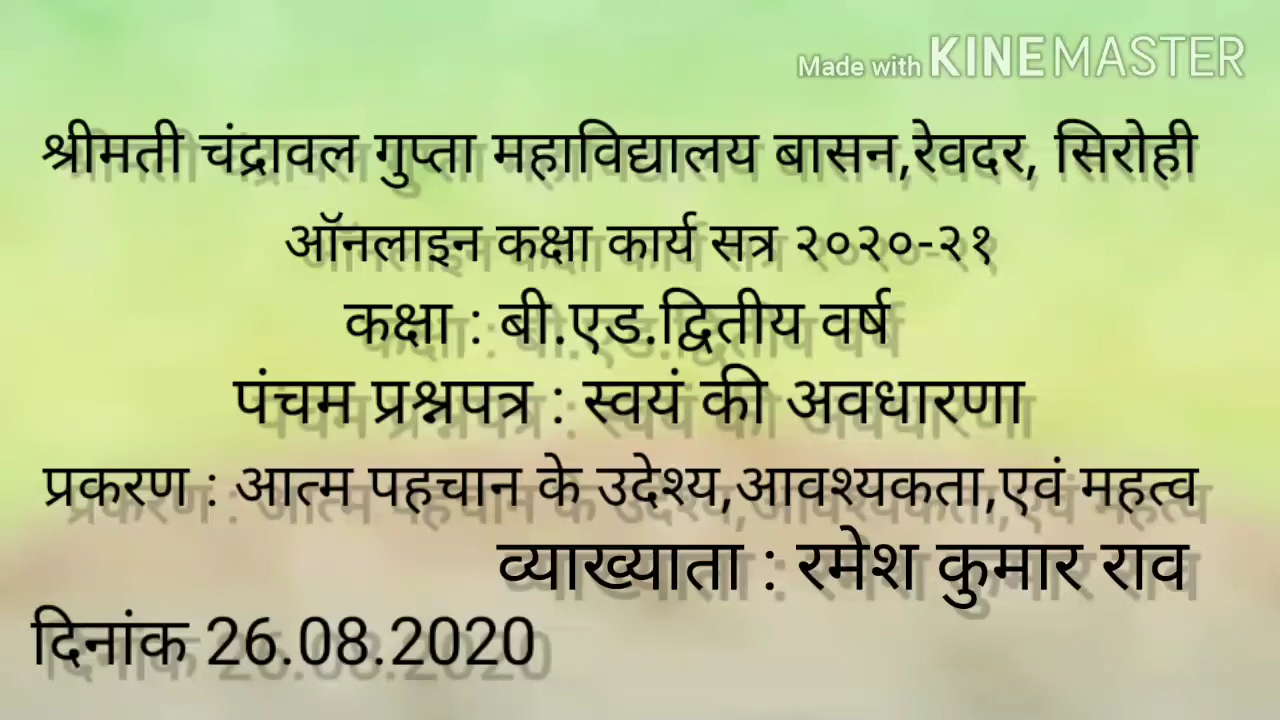 Made with KINEMASTER
श्रीमती चंद्रावल गुप्ता महाविद्यालय बासन,रेवदर, सिरोही
ऑनलाइन कक्षा कार्य सत्र २०२०-२१
कक्षा : बी.एड.द्वितीय वर्ष
पंचम प्रश्नपत्र : स्वयं की अवधारणा
प्रकरण : आत्म पहचान के उदेश्य,आवश्यकता,एवं महत्व
व्याख्याता : रमेश कुमार राव
दिनांक 26.08.2020